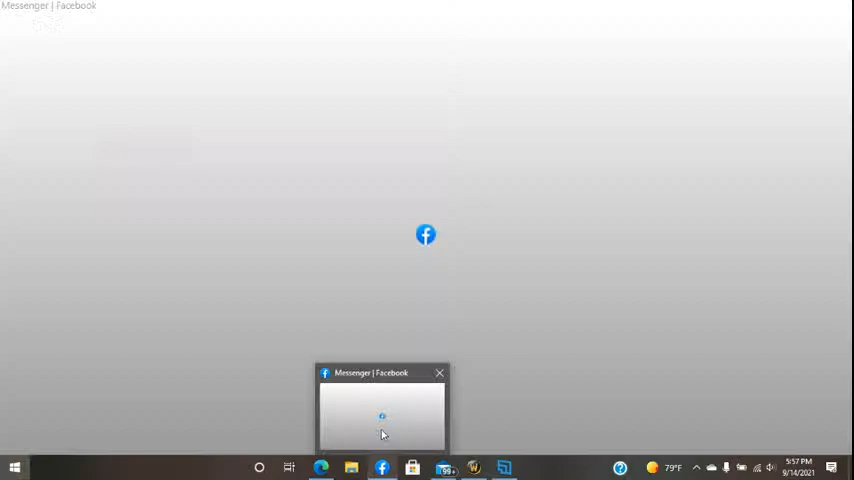 Messenger | Facebook
Messenger | Facebook
99+
79°F
5:57 PM
9/14/2021